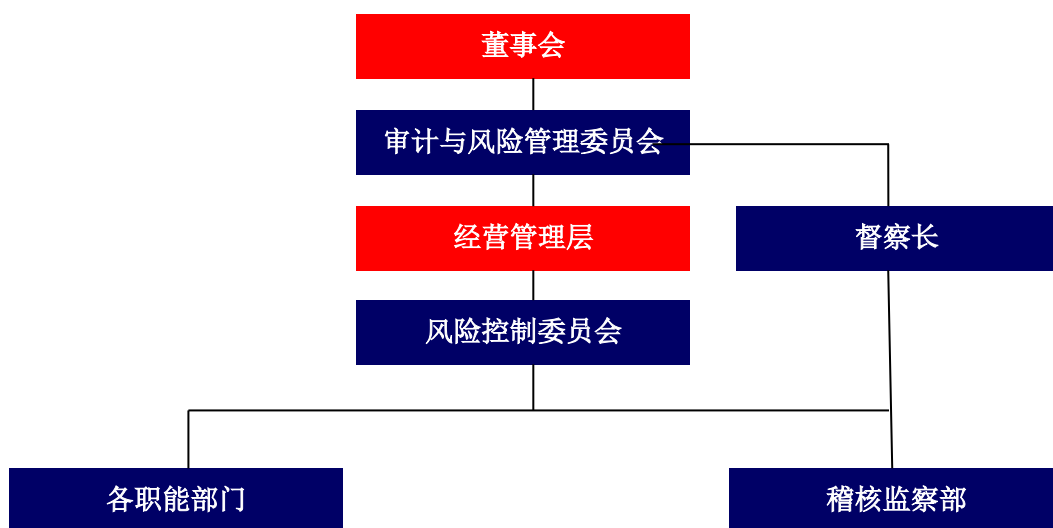 董事会
审计与风险管理委员会
经营管理层
督察长
风险控制委员会
各职能部门
稽核监察部